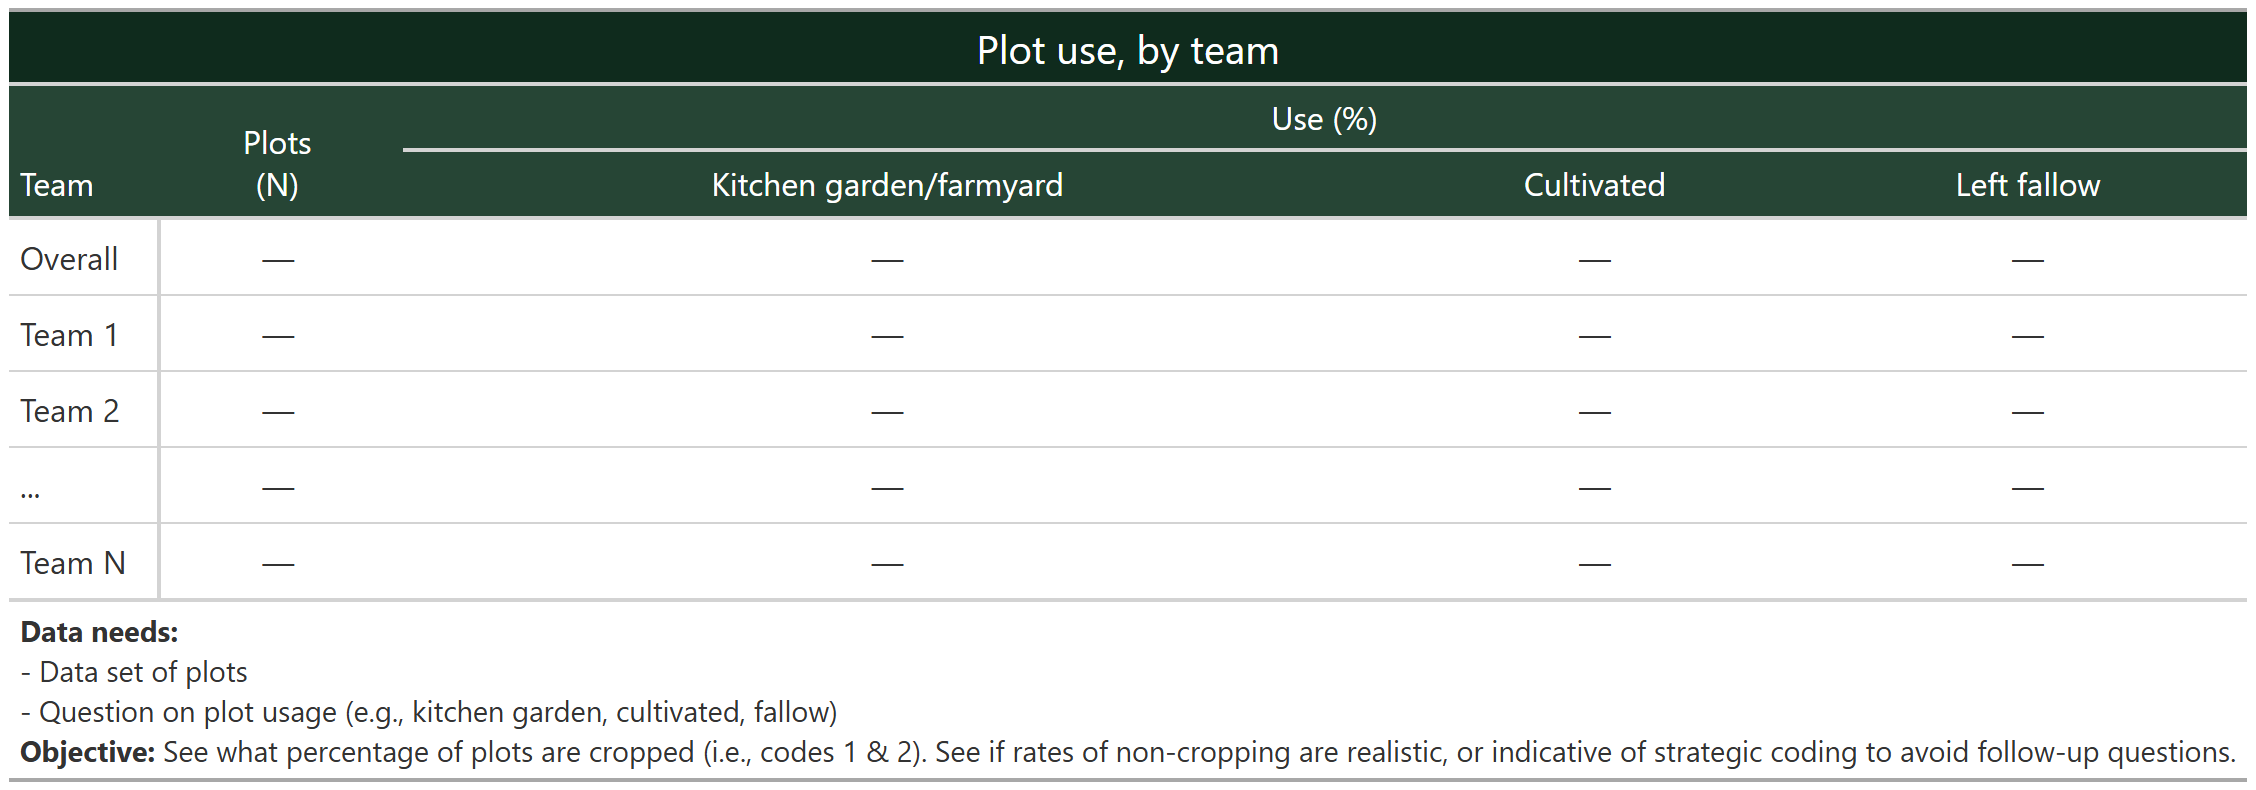 Plot use, by team
Use (%)
Plots
Team (N) Kitchen garden/farmyard Cultivated Left fallow
Overall — — — —
Team 1 — — — —
Team 2 — — — —
... — — — —
Team N — — — —
Data needs:
- Data set of plots
- Question on plot usage (e.g., kitchen garden, cultivated, fallow)
Objective: See what percentage of plots are cropped (i.e., codes 1 & 2). See if rates of non-cropping are realistic, or indicative of strategic coding to avoid follow-up questions.